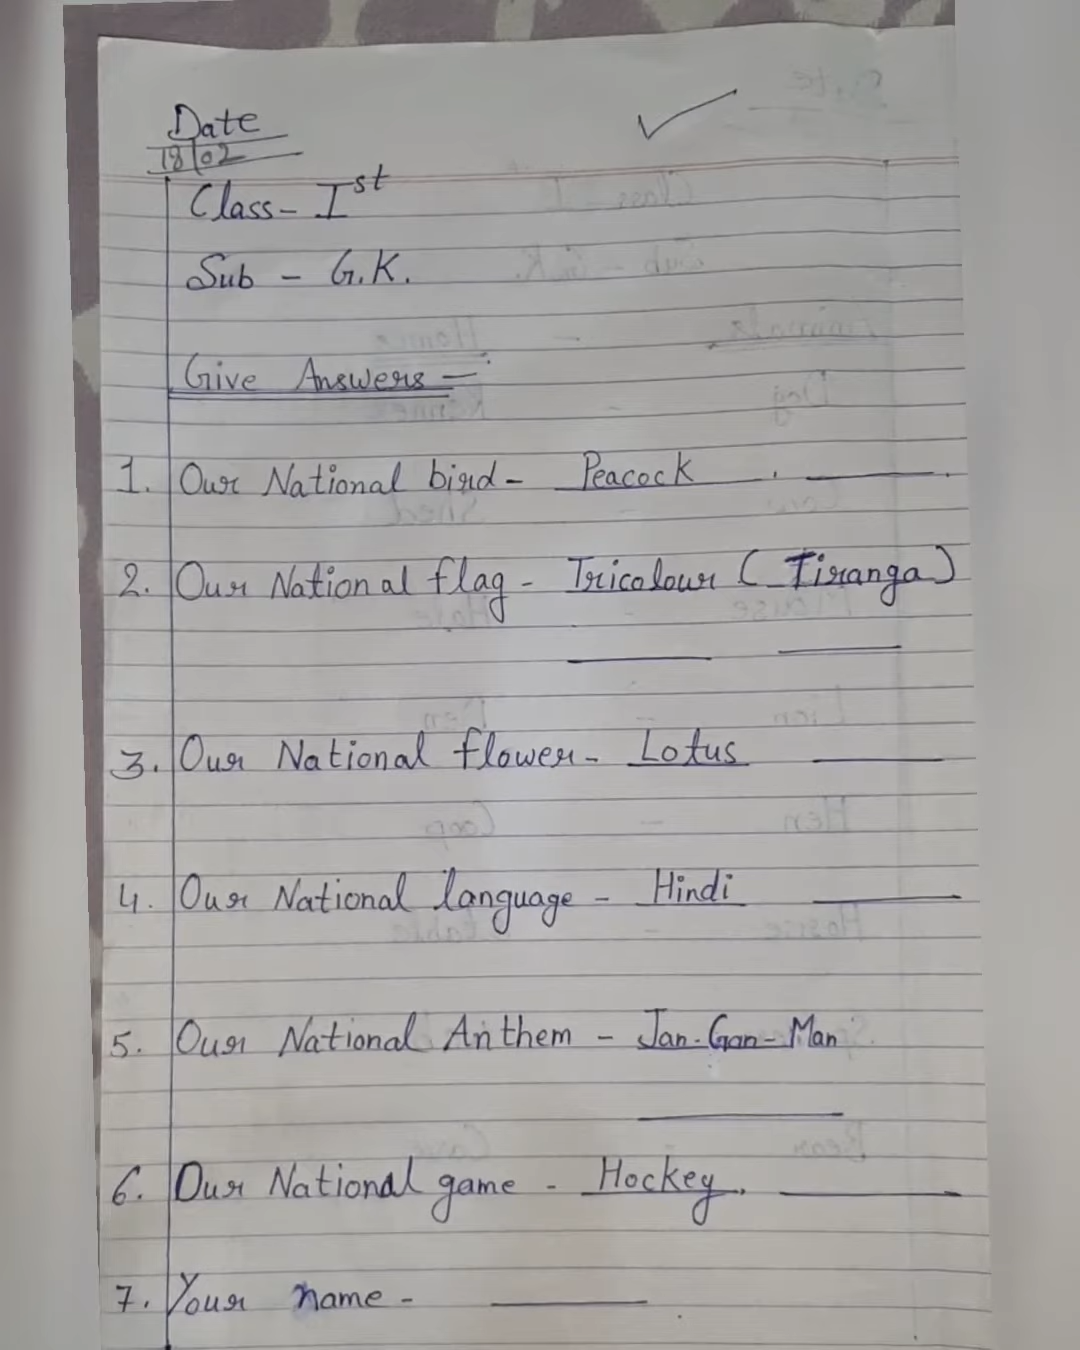 Date
18/02
Class- Ist
Sub - G.K.
Give Answers -
1. Our National bird- Peacock
2. Our National flag - Tricolour ( Tiranga )
3. Our National flower- Lotus
4. Our National language - Hindi
5. Our National Anthem - Jan-Gan-Man
6. Our National game - Hockey.
7. Your name -